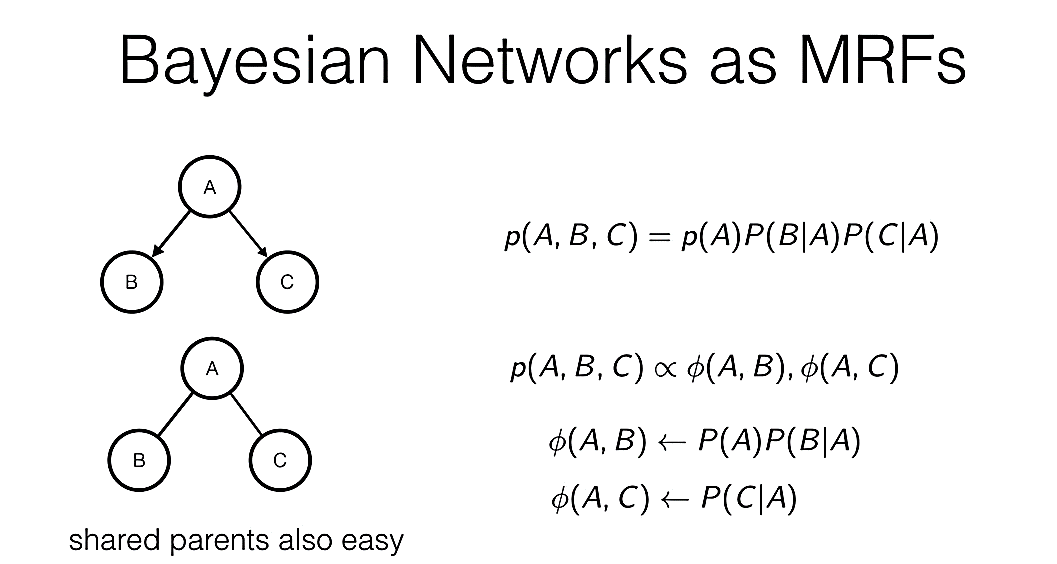 Bayesian Networks as MRFs
A
B
C
p(A, B, C) = p(A)P(B|A)P(C|A)
A
B
C
p(A, B, C) ∝ ϕ(A, B), ϕ(A, C)
ϕ(A, B) ← P(A)P(B|A)
ϕ(A, C) ← P(C|A)
shared parents also easy